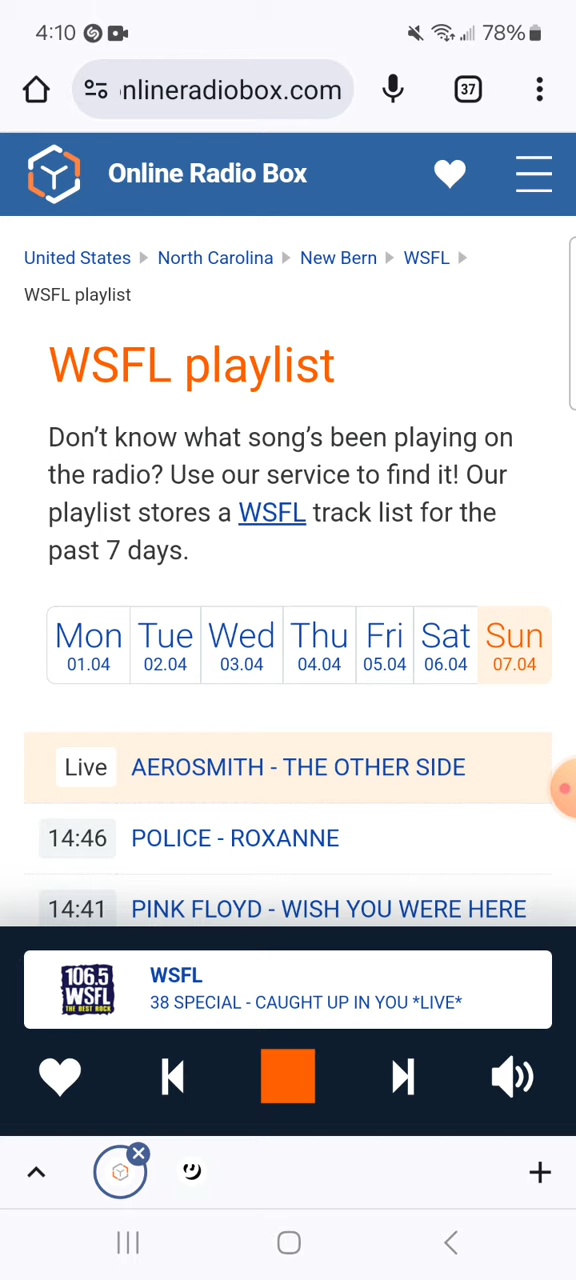 4:10 78%
nlineradiobox.com 37
Online Radio Box
United States North Carolina New Bern WSFL
WSFL playlist
WSFL playlist
Don't know what song's been playing on
the radio? Use our service to find it! Our
playlist stores a WSFL track list for the
past 7 days.
Mon Tue Wed Thu Fri Sat Sun
01.04 02.04 03.04 04.04 05.04 06.04 07.04
Live AEROSMITH - THE OTHER SIDE
14:46 POLICE - ROXANNE
14:41 PINK FLOYD - WISH YOU WERE HERE
106.5
WSFL
THE BEST ROCK
WSFL
38 SPECIAL - CAUGHT UP IN YOU *LIVE*